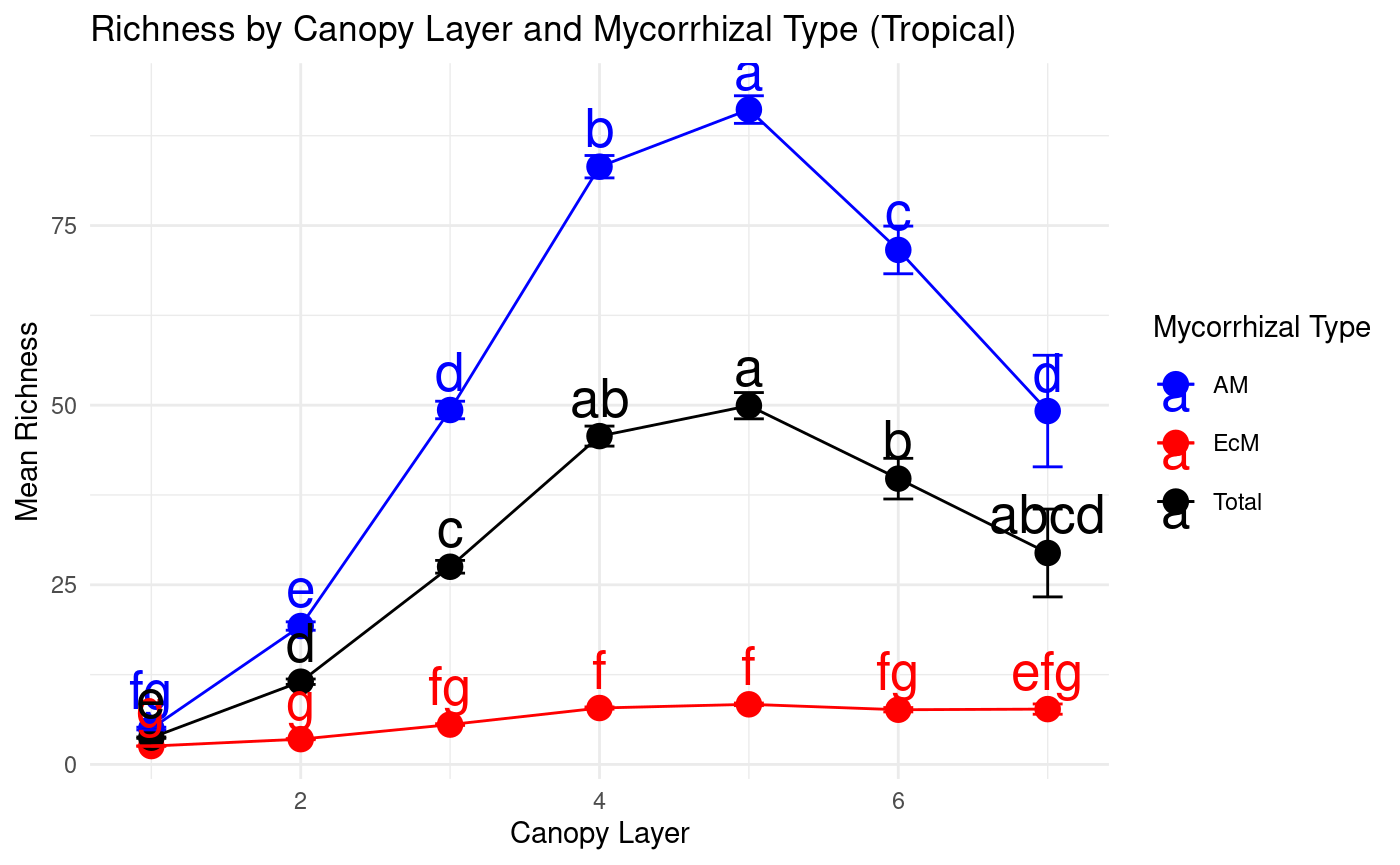 Richness by Canopy Layer and Mycorrhizal Type (Tropical)
a
b
c
d
d
e
fg
a
ab
b
c
abcd
d
e
f
f
fg
fg
efg
g
g
75
50
25
0
2
4
6
Mean Richness
Canopy Layer
Mycorrhizal Type
a AM
a EcM
a Total